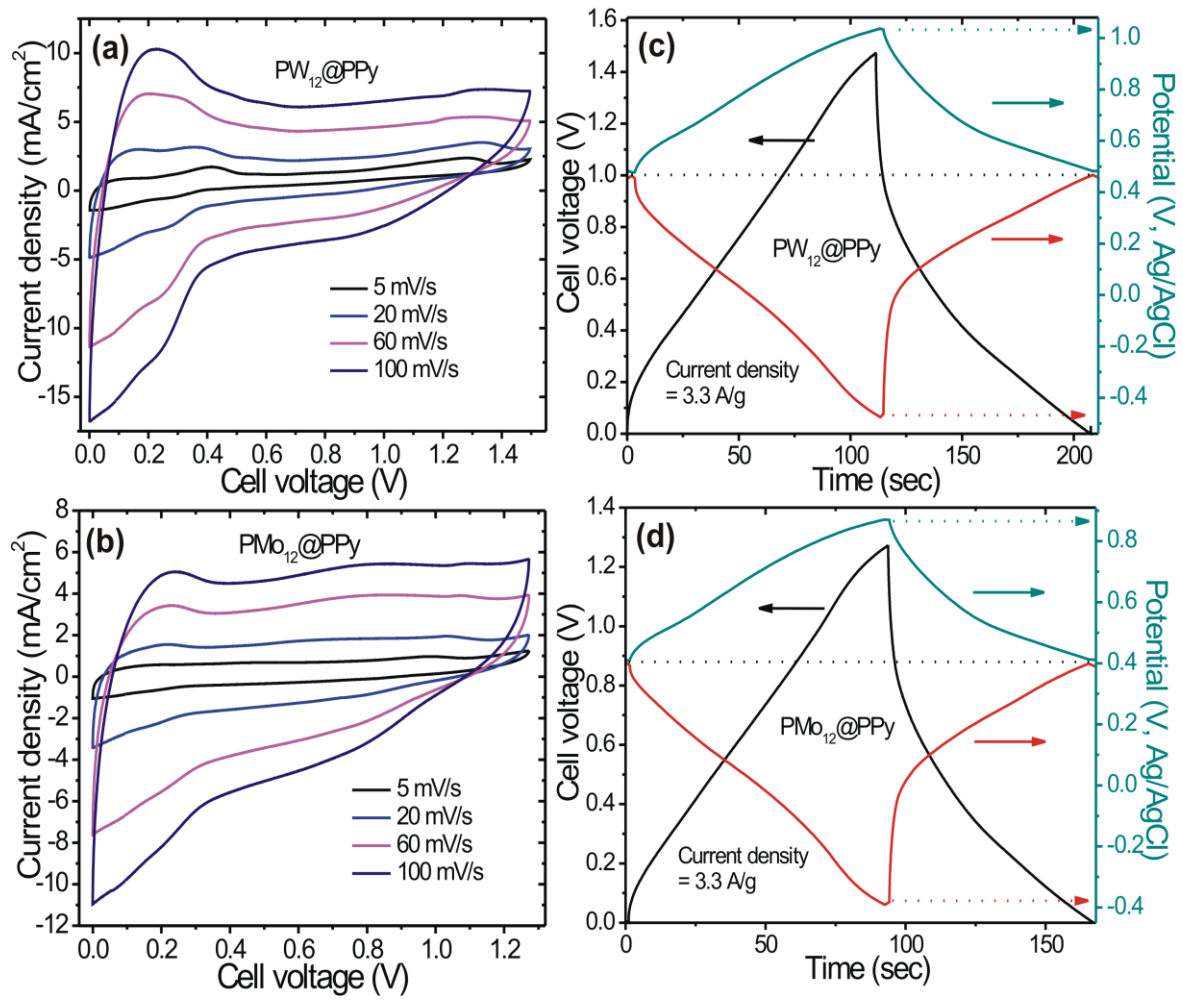 (a)
PW12@PPy
Current density (mA/cm2)
10
5
0
-5
-10
-15
5 mV/s
20 mV/s
60 mV/s
100 mV/s
0.0 0.2 0.4 0.6 0.8 1.0 1.2 1.4
Cell voltage (V)
(c)
Cell voltage (V)
1.6
1.4
1.2
1.0
0.8
0.6
0.4
0.2
0.0
PW12@PPy
Current density
= 3.3 A/g
1.0
0.8
0.6
0.4
0.2
0.0
-0.2
-0.4
Potential (V, Ag/AgCl)
0 50 100 150 200
Time (sec)
(b)
PMo12@PPy
Current density (mA/cm2)
8
6
4
2
0
-2
-4
-6
-8
-10
-12
5 mV/s
20 mV/s
60 mV/s
100 mV/s
0.0 0.2 0.4 0.6 0.8 1.0 1.2
Cell voltage (V)
(d)
Cell voltage (V)
1.4
1.2
1.0
0.8
0.6
0.4
0.2
0.0
PMo12@PPy
Current density
= 3.3 A/g
0.8
0.6
0.4
0.2
0.0
-0.4
Potential (V, Ag/AgCl)
0 50 100 150
Time (sec)